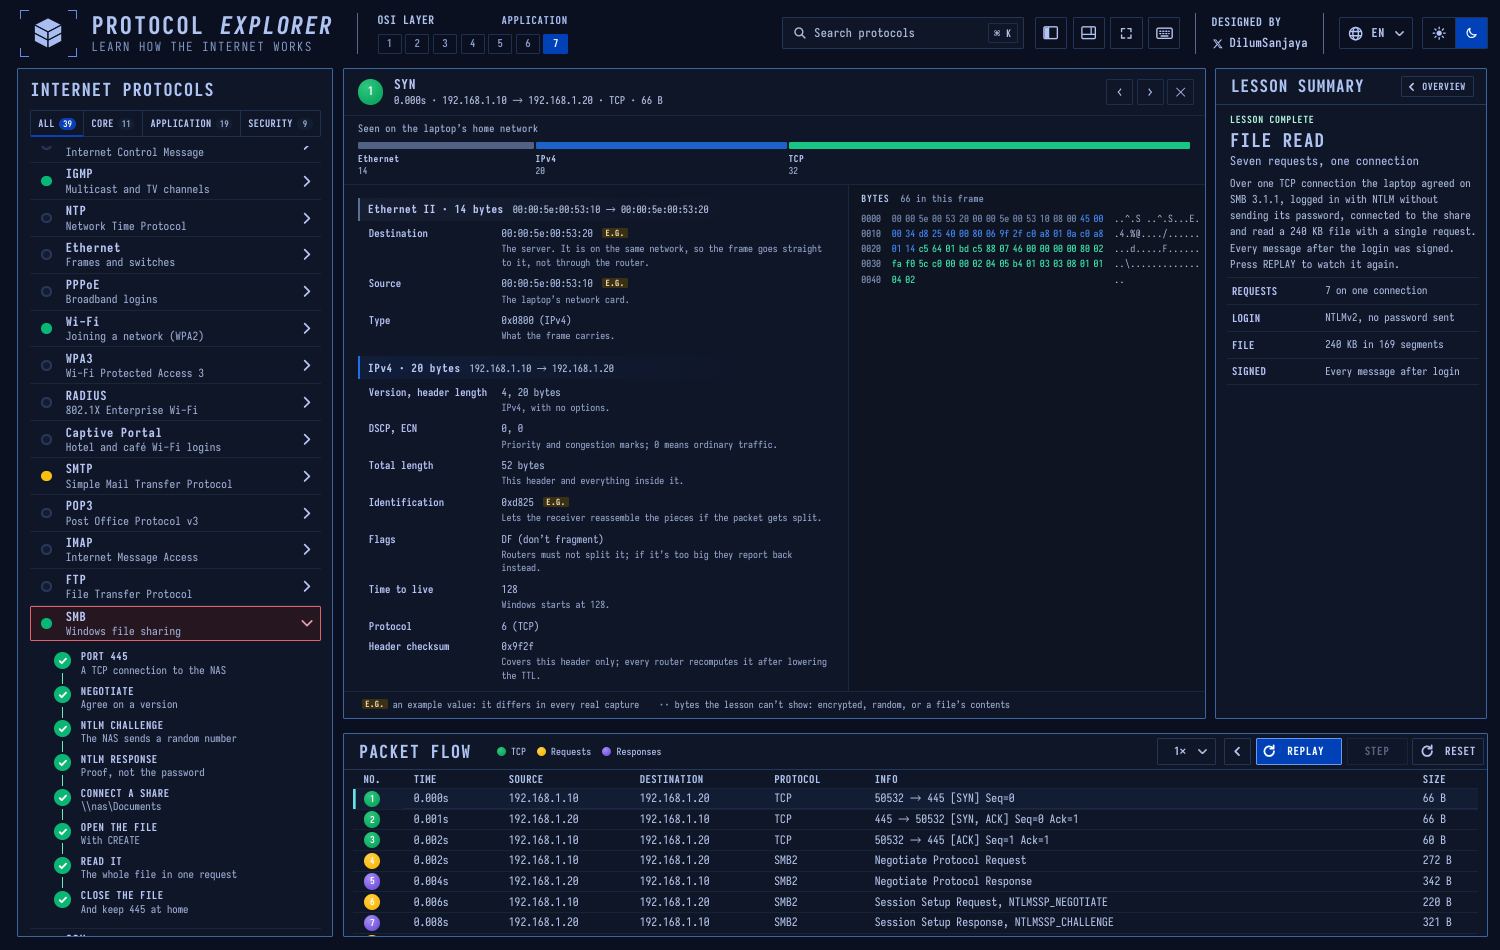 PROTOCOL EXPLORER
LEARN HOW THE INTERNET WORKS
OSI LAYER APPLICATION
1 2 3 4 5 6 7
Search protocols ⌘ K
DESIGNED BY
DilumSanjaya
EN
INTERNET PROTOCOLS
ALL 39 CORE 11 APPLICATION 19 SECURITY 9
Internet Control Message
IGMP
Multicast and TV channels
NTP
Network Time Protocol
Ethernet
Frames and switches
PPPoE
Broadband logins
Wi-Fi
Joining a network (WPA2)
WPA3
Wi-Fi Protected Access 3
RADIUS
802.1X Enterprise Wi-Fi
Captive Portal
Hotel and café Wi-Fi logins
SMTP
Simple Mail Transfer Protocol
POP3
Post Office Protocol v3
IMAP
Internet Message Access
FTP
File Transfer Protocol
SMB
Windows file sharing
PORT 445
A TCP connection to the NAS
NEGOTIATE
Agree on a version
NTLM CHALLENGE
The NAS sends a random number
NTLM RESPONSE
Proof, not the password
CONNECT A SHARE
\\nas\Documents
OPEN THE FILE
With CREATE
READ IT
The whole file in one request
CLOSE THE FILE
And keep 445 at home
1 SYN
0.000s · 192.168.1.10 → 192.168.1.20 · TCP · 66 B
Seen on the laptop's home network
Ethernet IPv4 TCP
14 20 32
Ethernet II · 14 bytes 00:00:5e:00:53:10 → 00:00:5e:00:53:20
Destination 00:00:5e:00:53:20 E.G.
The server. It is on the same network, so the frame goes straight
to it, not through the router.
Source 00:00:5e:00:53:10 E.G.
The laptop's network card.
Type 0x0800 (IPv4)
What the frame carries.
IPv4 · 20 bytes 192.168.1.10 → 192.168.1.20
Version, header length 4, 20 bytes
IPv4, with no options.
DSCP, ECN 0, 0
Priority and congestion marks; 0 means ordinary traffic.
Total length 52 bytes
This header and everything inside it.
Identification 0xd825 E.G.
Lets the receiver reassemble the pieces if the packet gets split.
Flags DF (don't fragment)
Routers must not split it; if it's too big they report back
instead.
Time to live 128
Windows starts at 128.
Protocol 6 (TCP)
Header checksum 0x9f2f
Covers this header only; every router recomputes it after lowering
the TTL.
BYTES 66 in this frame
0000 00 00 5e 00 53 20 00 00 5e 00 53 10 08 00 45 00 ..^.S ..^.S...E.
0010 00 34 d8 25 40 00 80 06 9f 2f c0 a8 01 0a c0 a8 .4.%@..../......
0020 01 14 c5 64 01 bd c5 88 07 46 00 00 00 00 80 02 ...d.....F......
0030 fa f0 5c c0 00 00 02 04 05 b4 01 03 03 08 01 01 ..\.............
0040 04 02 ..
E.G. an example value: it differs in every real capture ·· bytes the lesson can't show: encrypted, random, or a file's contents
LESSON SUMMARY OVERVIEW
LESSON COMPLETE
FILE READ
Seven requests, one connection
Over one TCP connection the laptop agreed on
SMB 3.1.1, logged in with NTLM without
sending its password, connected to the share
and read a 240 KB file with a single request.
Every message after the login was signed.
Press REPLAY to watch it again.
REQUESTS 7 on one connection
LOGIN NTLMv2, no password sent
FILE 240 KB in 169 segments
SIGNED Every message after login
PACKET FLOW TCP Requests Responses 1× REPLAY STEP RESET
NO. TIME SOURCE DESTINATION PROTOCOL INFO SIZE
1 0.000s 192.168.1.10 192.168.1.20 TCP 50532 → 445 [SYN] Seq=0 66 B
2 0.001s 192.168.1.20 192.168.1.10 TCP 445 → 50532 [SYN, ACK] Seq=0 Ack=1 66 B
3 0.002s 192.168.1.10 192.168.1.20 TCP 50532 → 445 [ACK] Seq=1 Ack=1 60 B
4 0.002s 192.168.1.10 192.168.1.20 SMB2 Negotiate Protocol Request 272 B
5 0.004s 192.168.1.20 192.168.1.10 SMB2 Negotiate Protocol Response 342 B
6 0.006s 192.168.1.10 192.168.1.20 SMB2 Session Setup Request, NTLMSSP_NEGOTIATE 220 B
7 0.008s 192.168.1.20 192.168.1.10 SMB2 Session Setup Response, NTLMSSP_CHALLENGE 321 B